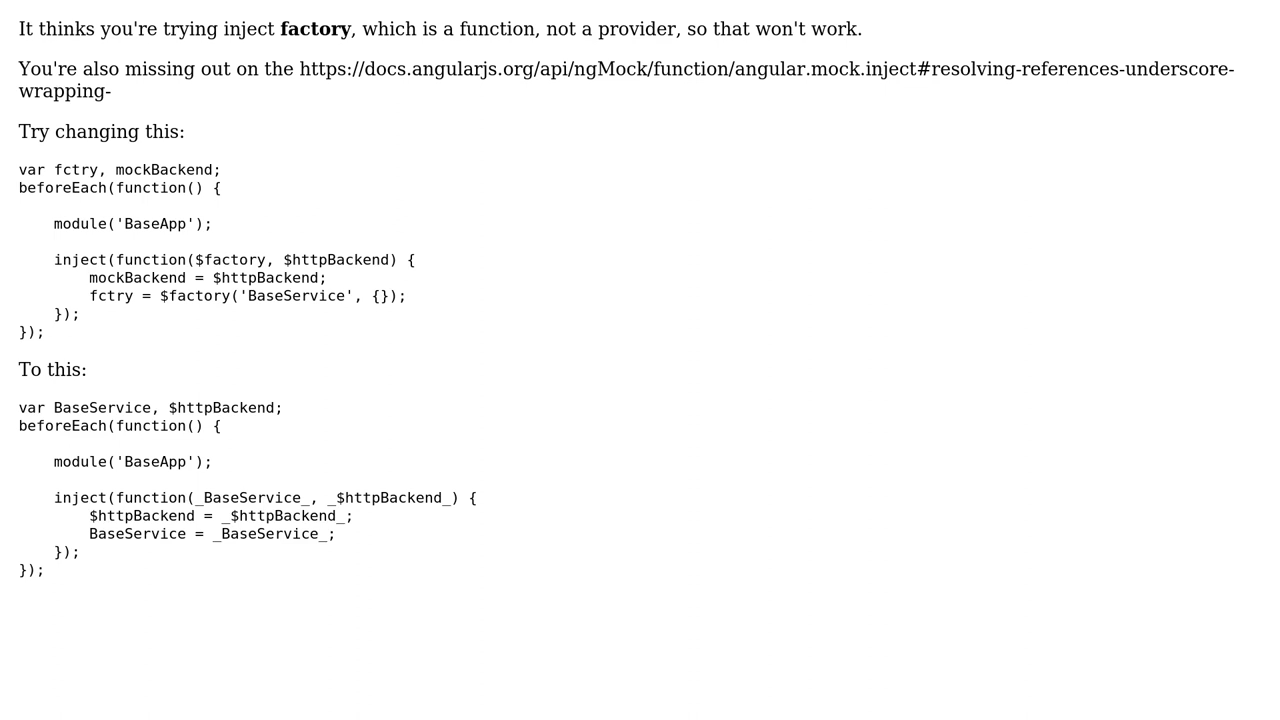 It thinks you're trying inject factory, which is a function, not a provider, so that won't work.
You're also missing out on the https://docs.angularjs.org/api/ngMock/function/angular.mock.inject#resolving-references-underscore-
wrapping-
Try changing this:
var fctry, mockBackend;
beforeEach(function() {
    module('BaseApp');
    inject(function($factory, $httpBackend) {
        mockBackend = $httpBackend;
        fctry = $factory('BaseService', {});
    });
});
To this:
var BaseService, $httpBackend;
beforeEach(function() {
    module('BaseApp');
    inject(function(_BaseService_, _$httpBackend_) {
        $httpBackend = _$httpBackend_;
        BaseService = _BaseService_;
    });
});